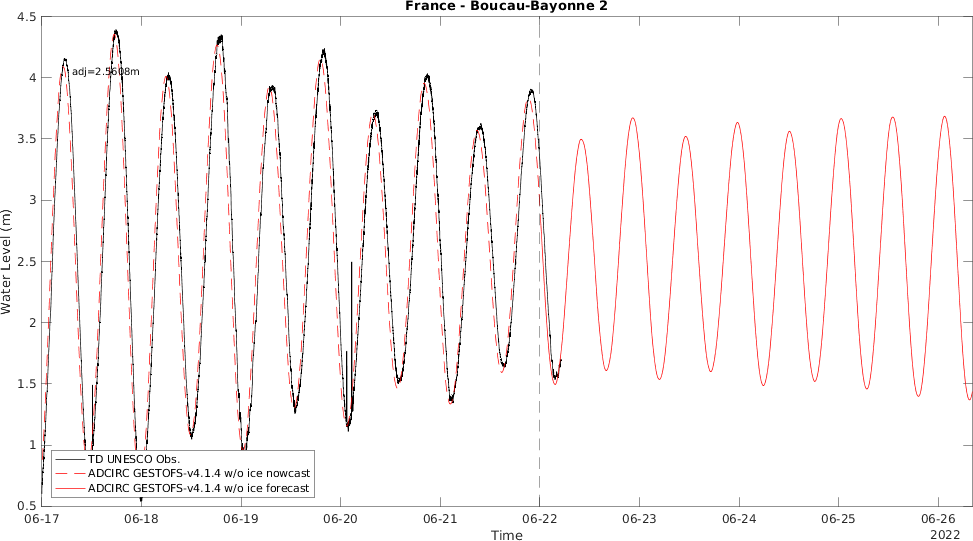 France - Boucau-Bayonne 2
4.5
4
3.5
3
2.5
2
1.5
1
0.5
Water Level (m)
adj=2.5608m
TD UNESCO Obs.
ADCIRC GESTOFS-v4.1.4 w/o ice nowcast
ADCIRC GESTOFS-v4.1.4 w/o ice forecast
06-17 06-18 06-19 06-20 06-21 06-22 06-23 06-24 06-25 06-26
Time 2022